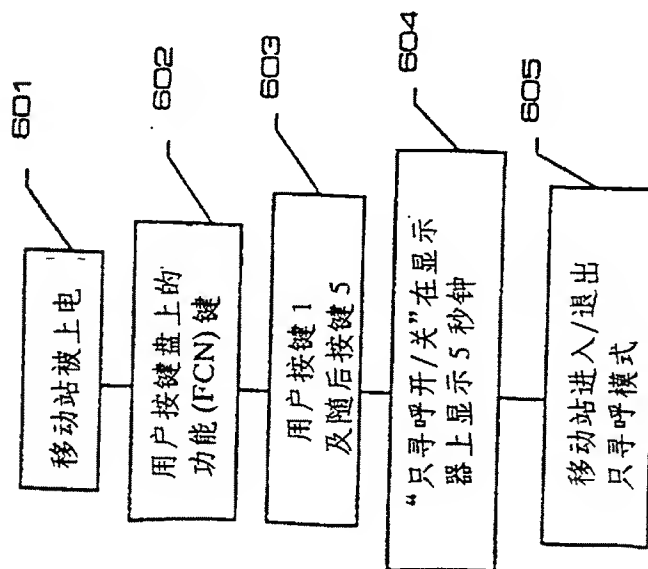 601
移动站被上电
602
用户按键盘上的
功能(FCN)键
603
用户按键1
及随后按键5
604
“只寻呼开/关”在显示
器上显示5秒钟
605
移动站进入/退出
只寻呼模式